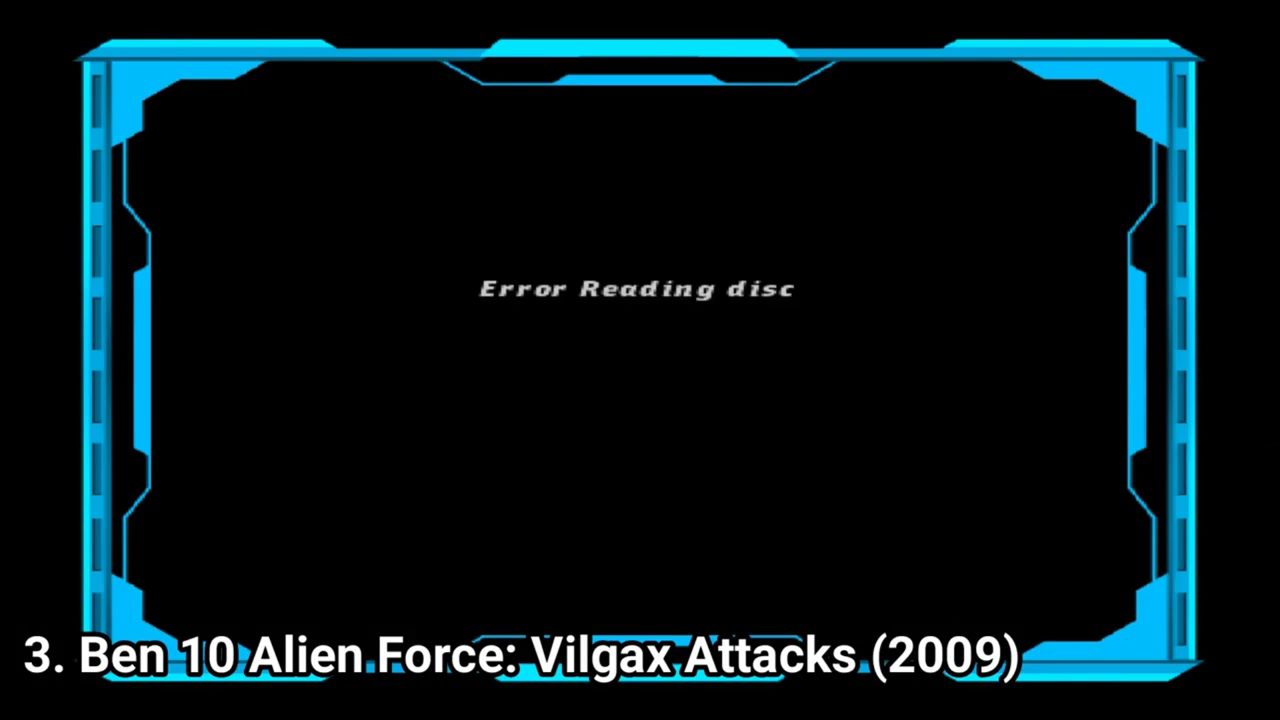 Error Reading disc
3. Ben 10 Alien Force: Vilgax Attacks (2009)